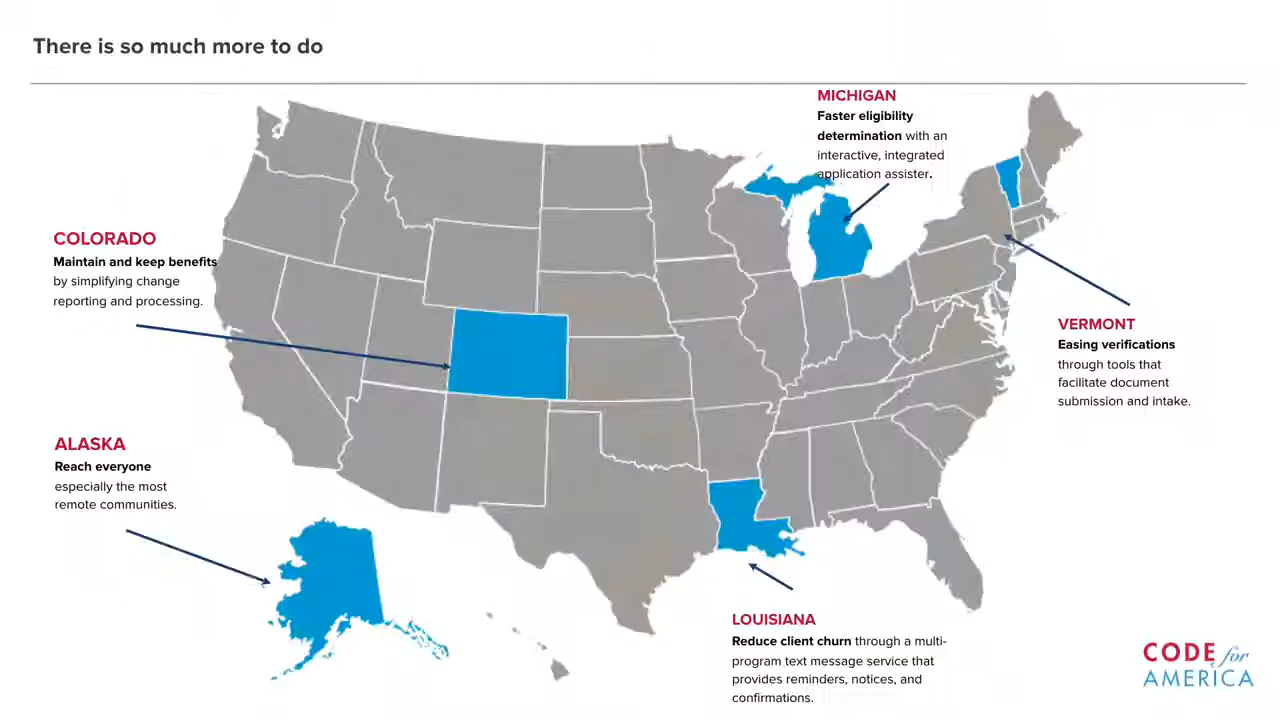 There is so much more to do
MICHIGAN
Faster eligibility
determination with an
interactive, integrated
application assister.
COLORADO
Maintain and keep benefits
by simplifying change
reporting and processing.
VERMONT
Easing verifications
through tools that
facilitate document
submission and intake.
ALASKA
Reach everyone
especially the most
remote communities.
LOUISIANA
Reduce client churn through a multi-
program text message service that
provides reminders, notices, and
confirmations.
CODE for
AMERICA